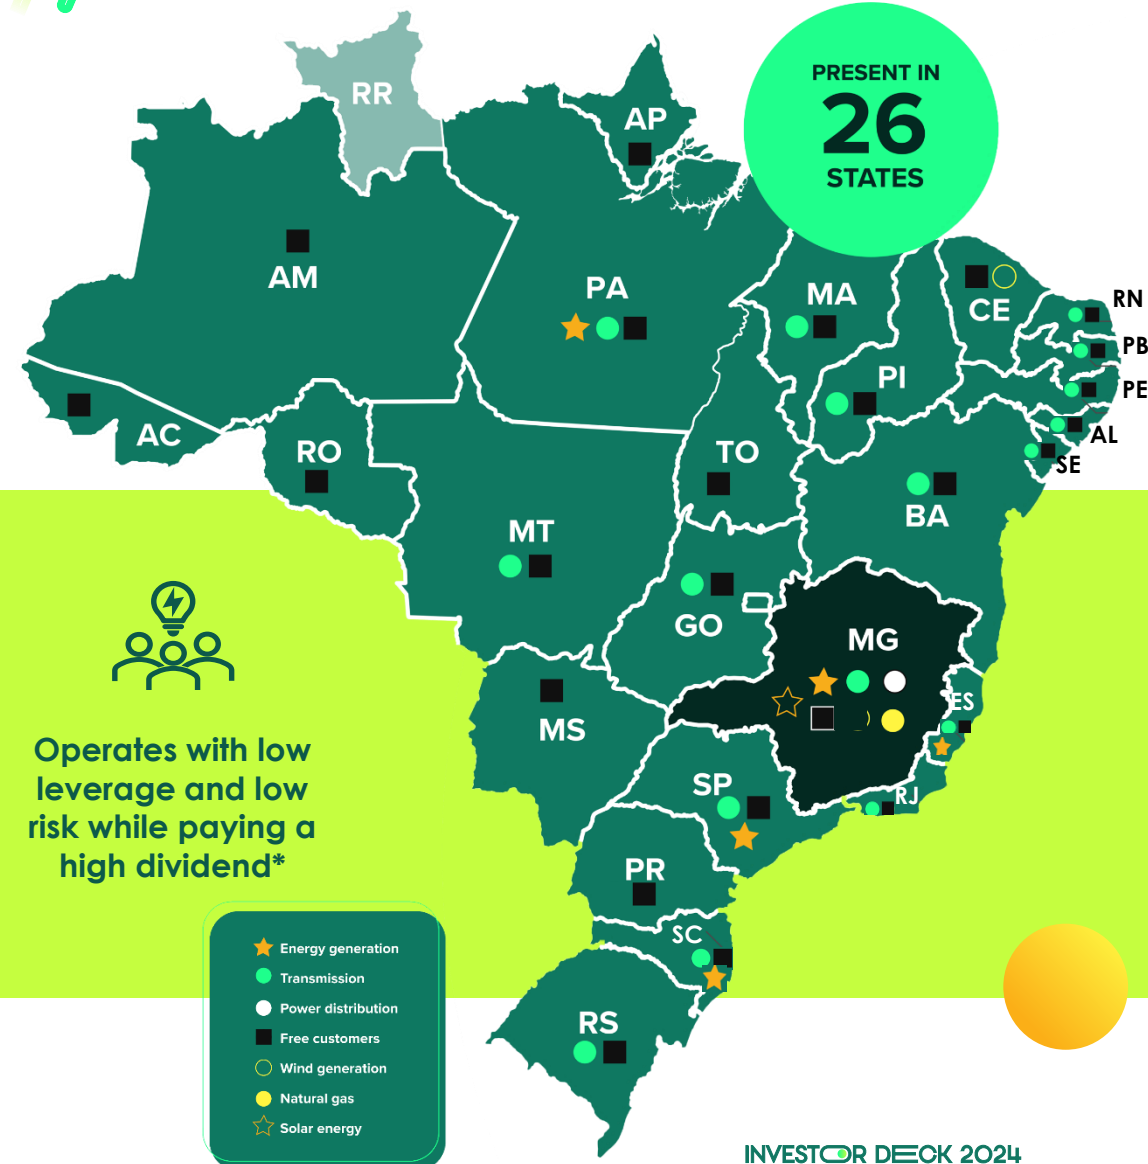 PRESENT IN
26
STATES
RR
AP
AM
PA
MA
CE
RN
PB
PI
PE
AC
RO
TO
AL
SE
BA
MT
GO
MG
MS
ES
SP
RJ
PR
SC
RS
Operates with low
leverage and low
risk while paying a
high dividend*
Energy generation
Transmission
Power distribution
Free customers
Wind generation
Natural gas
Solar energy
INVESTOR DECK 2024